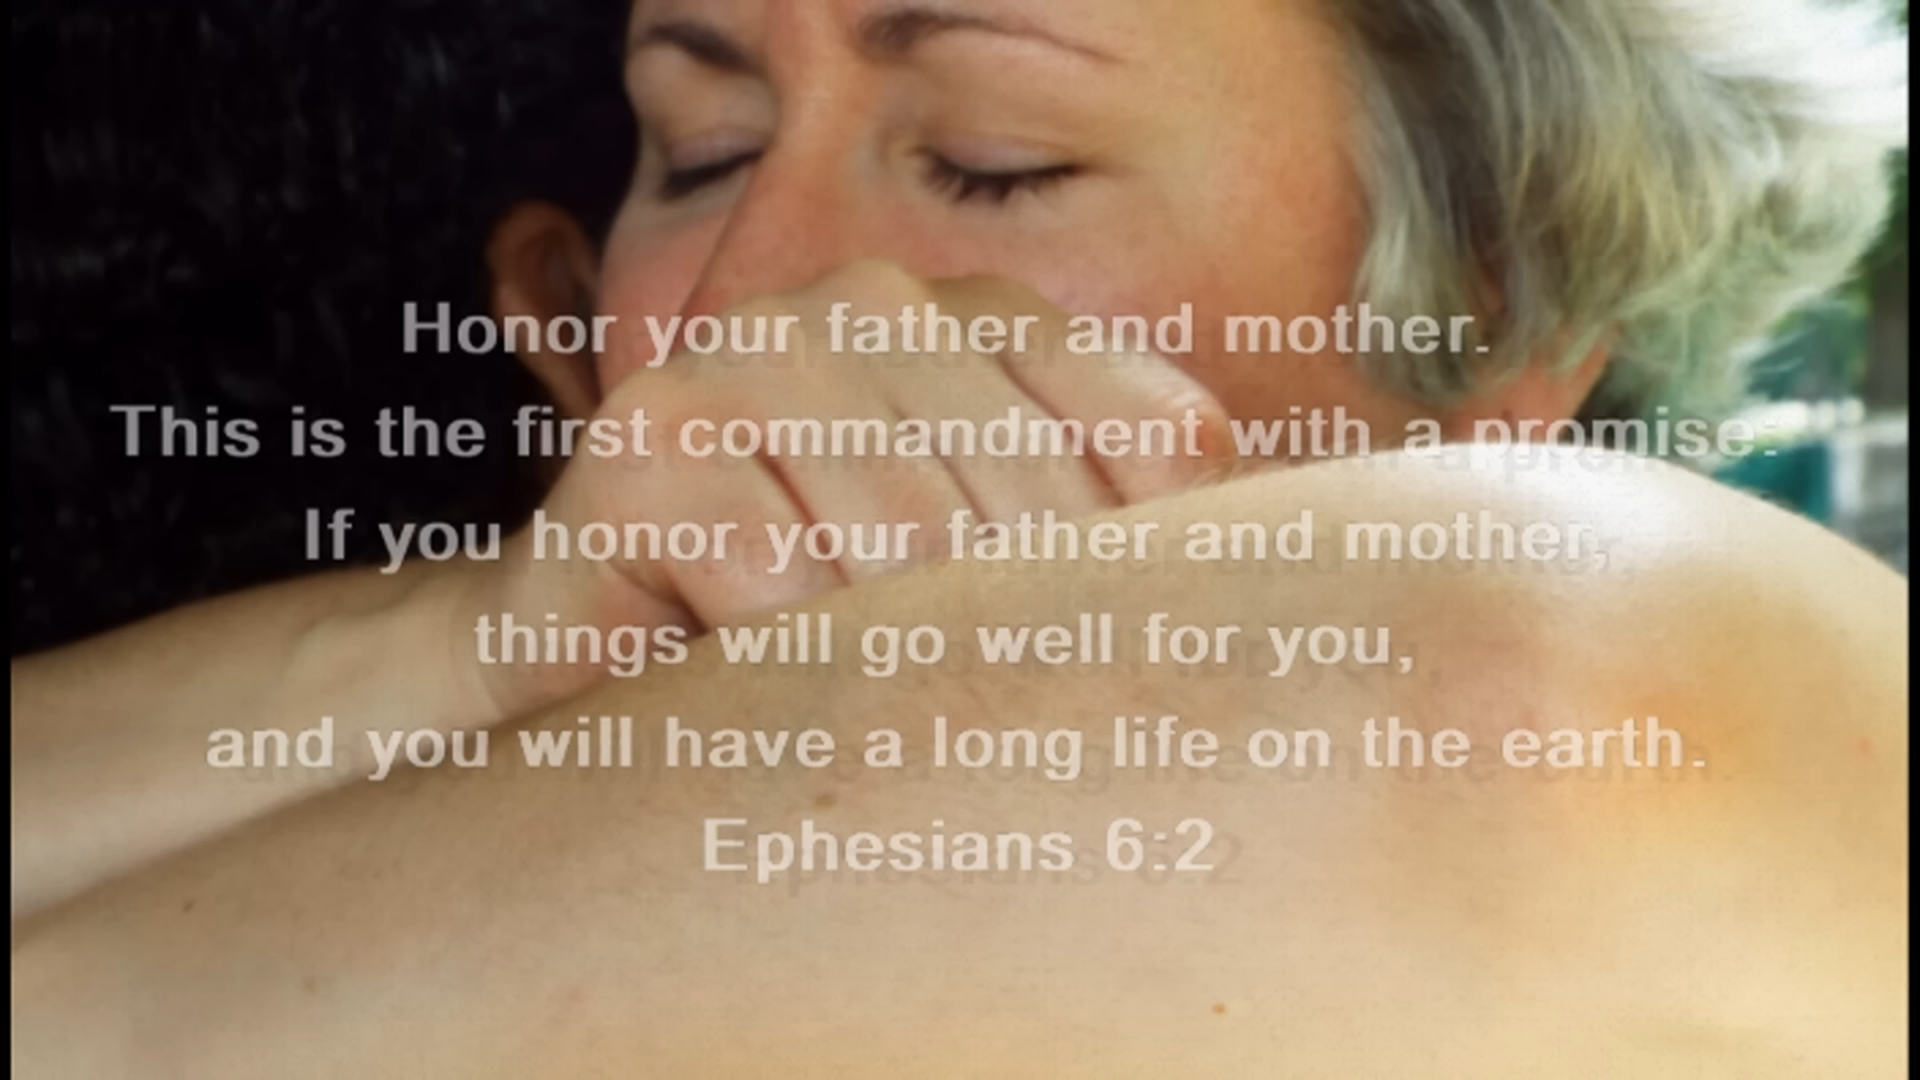 Honor your father and mother.
This is the first commandment with a promise:
If you honor your father and mother,
things will go well for you,
and you will have a long life on the earth.
Ephesians 6:2